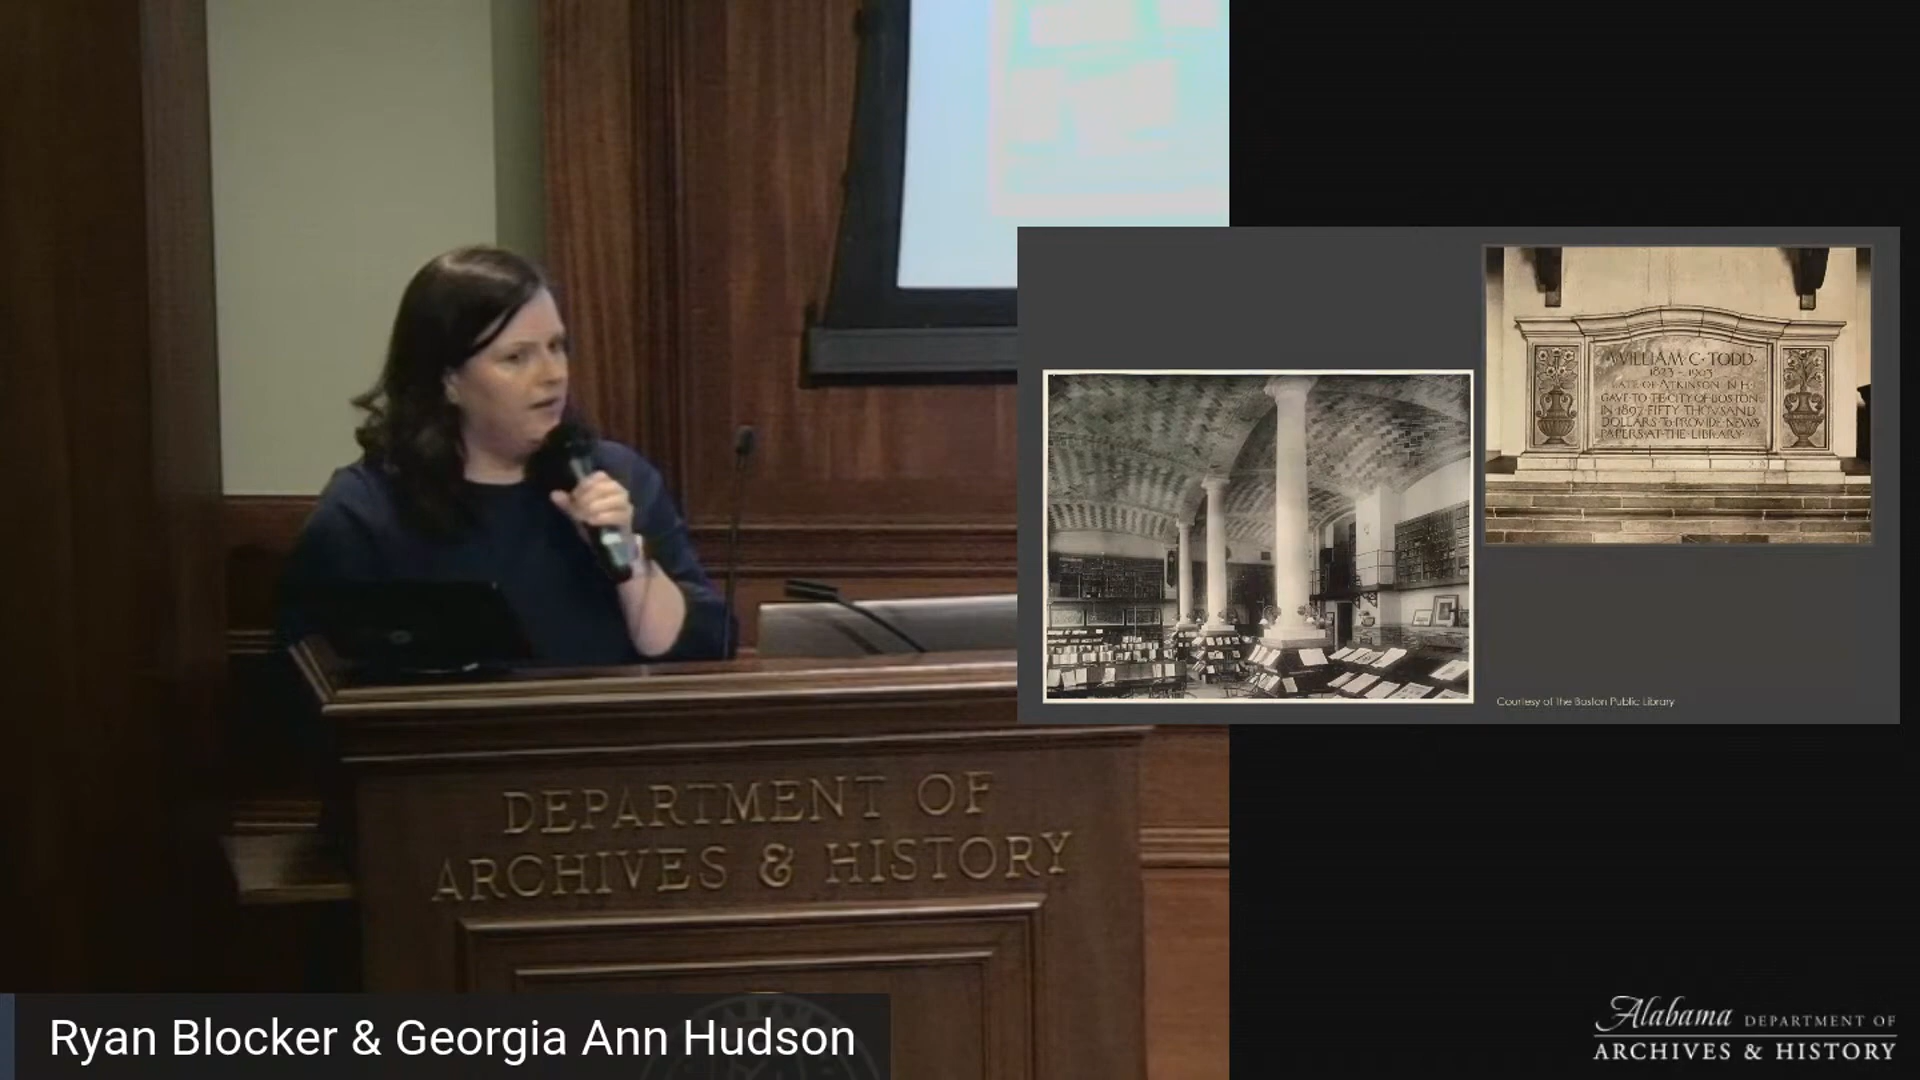 WILLIAM·C·TODD
1823–1903
LATE·OF·ATKINSON·N·H·
GAVE·TO·THE·CITY·OF·BOSTON
IN·1897·FIFTY·THOVSAND
DOLLARS·TO·PROVIDE·NEWS
PAPERS·AT·THE·LIBRARY
Courtesy of the Boston Public Library
DEPARTMENT OF
ARCHIVES & HISTORY
Ryan Blocker & Georgia Ann Hudson
Alabama DEPARTMENT OF
ARCHIVES & HISTORY